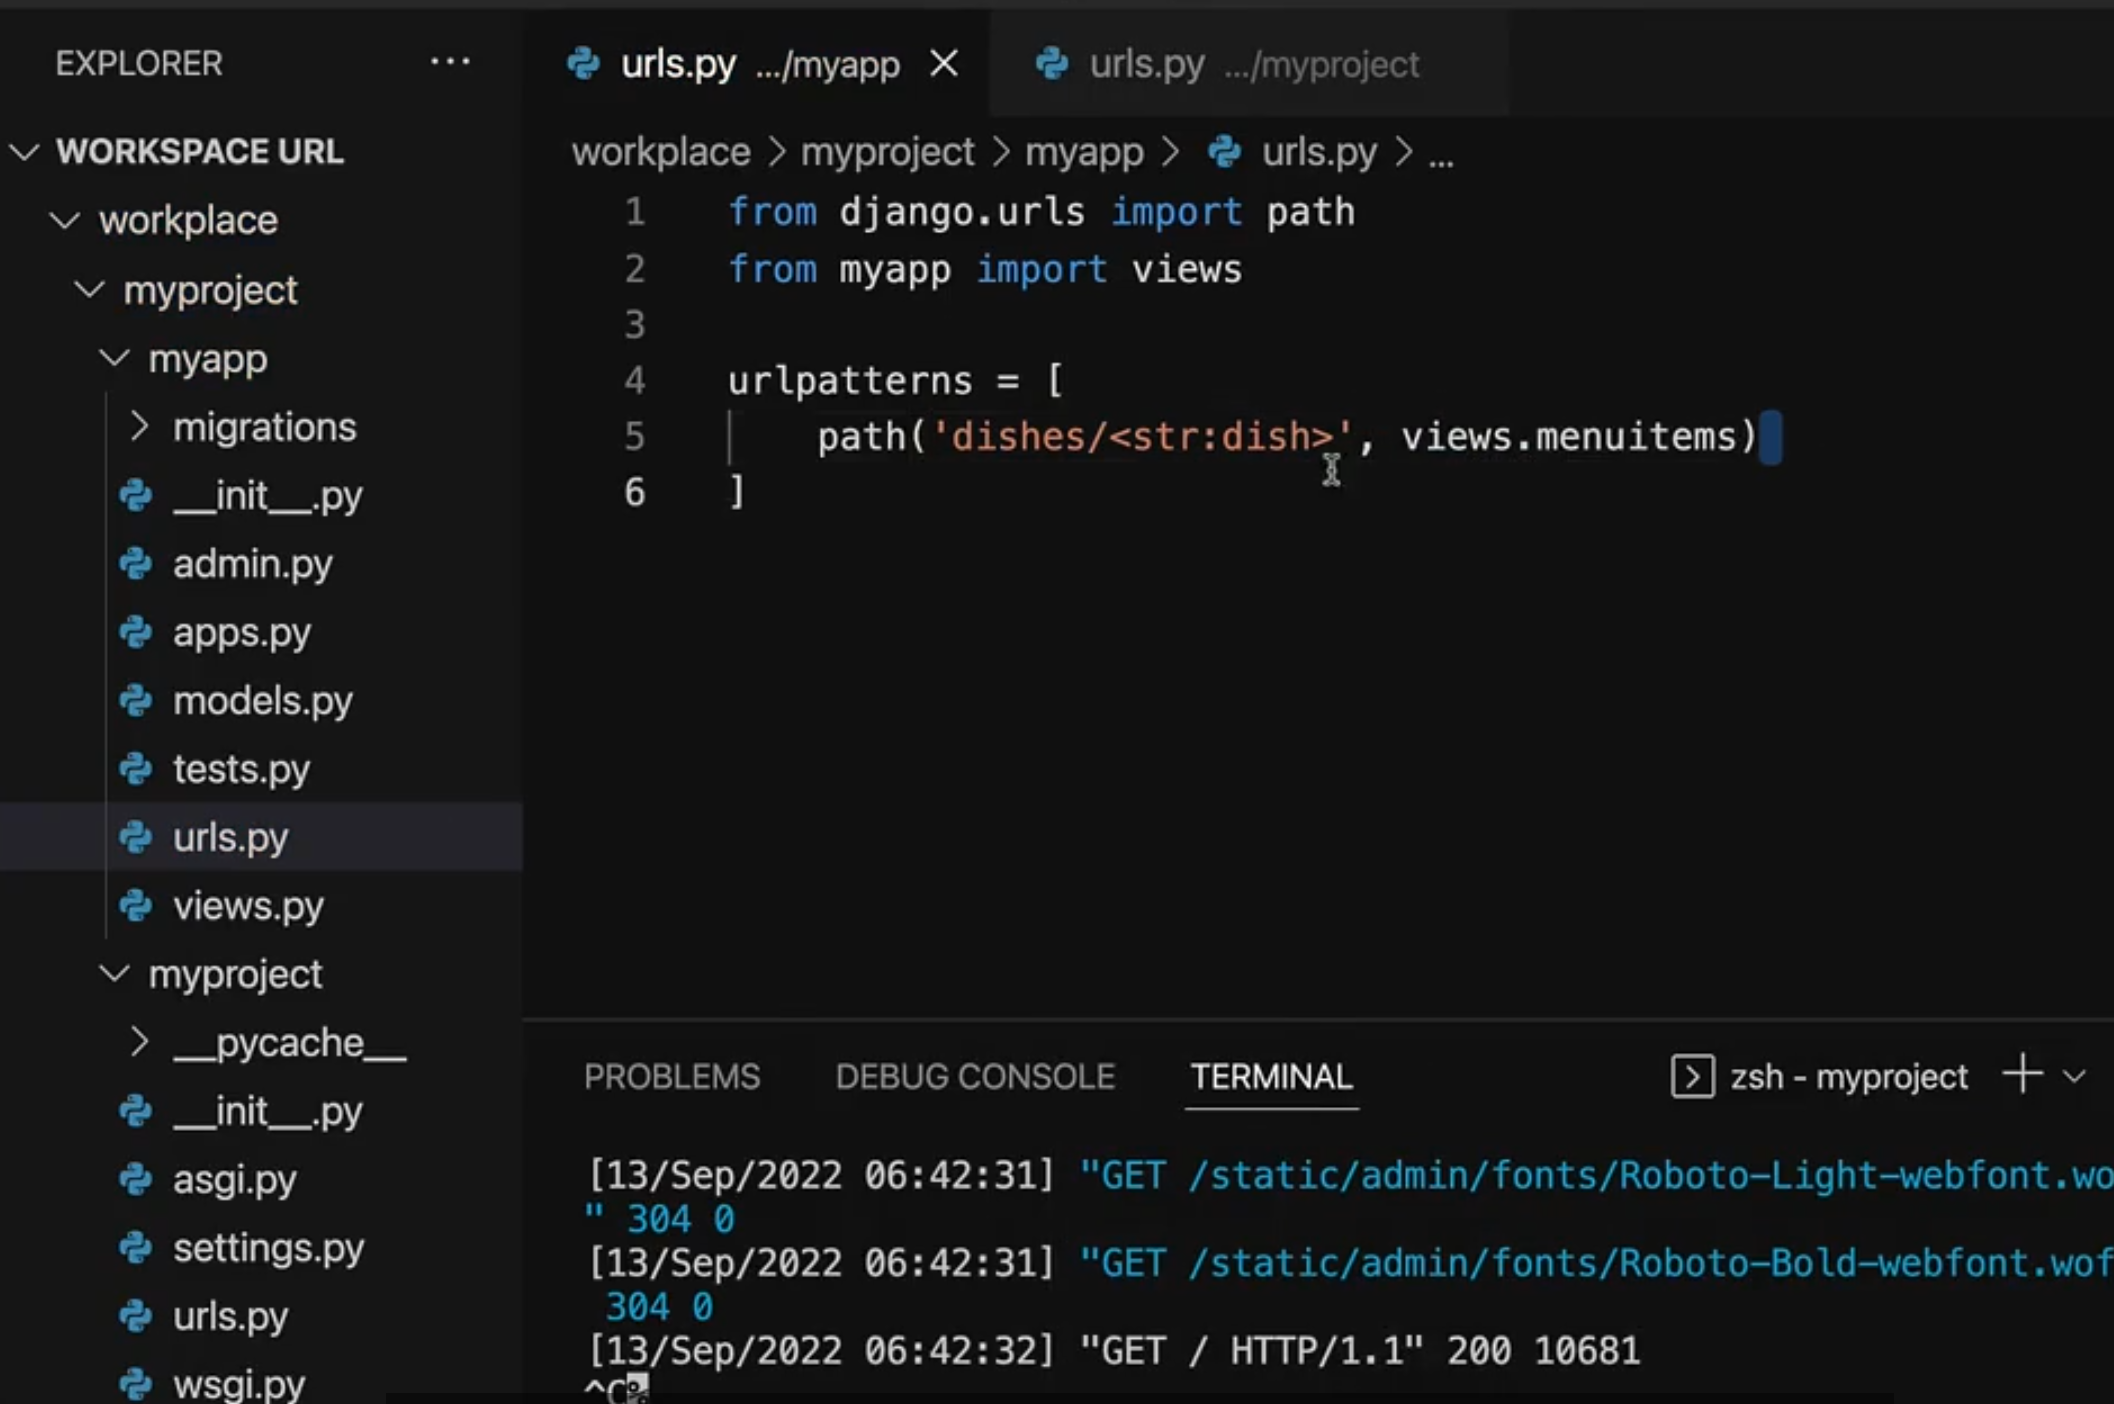 EXPLORER ...
WORKSPACE URL
workplace
myproject
myapp
migrations
__init__.py
admin.py
apps.py
models.py
tests.py
urls.py
views.py
myproject
__pycache__
__init__.py
asgi.py
settings.py
urls.py
wsgi.py
urls.py .../myapp
urls.py .../myproject
workplace > myproject > myapp > urls.py > ...
1 from django.urls import path
2 from myapp import views
3
4 urlpatterns = [
5 path('dishes/<str:dish>', views.menuitems)
6 ]
PROBLEMS DEBUG CONSOLE TERMINAL zsh - myproject
[13/Sep/2022 06:42:31] "GET /static/admin/fonts/Roboto-Light-webfont.wo
" 304 0
[13/Sep/2022 06:42:31] "GET /static/admin/fonts/Roboto-Bold-webfont.wof
304 0
[13/Sep/2022 06:42:32] "GET / HTTP/1.1" 200 10681
^C%